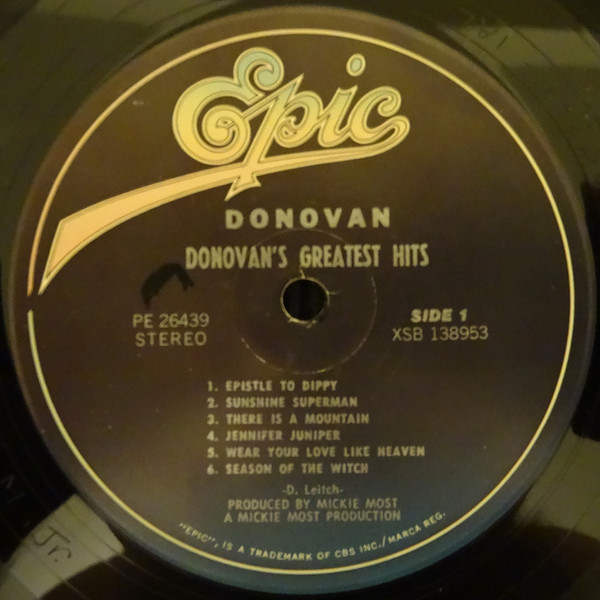 Epic
DONOVAN
DONOVAN'S GREATEST HITS
PE 26439
STEREO
SIDE 1
XSB 138953
1. EPISTLE TO DIPPY
2. SUNSHINE SUPERMAN
3. THERE IS A MOUNTAIN
4. JENNIFER JUNIPER
5. WEAR YOUR LOVE LIKE HEAVEN
6. SEASON OF THE WITCH
-D. Leitch-
PRODUCED BY MICKIE MOST
A MICKIE MOST PRODUCTION
"EPIC", IS A TRADEMARK OF CBS INC./MARCA REG.